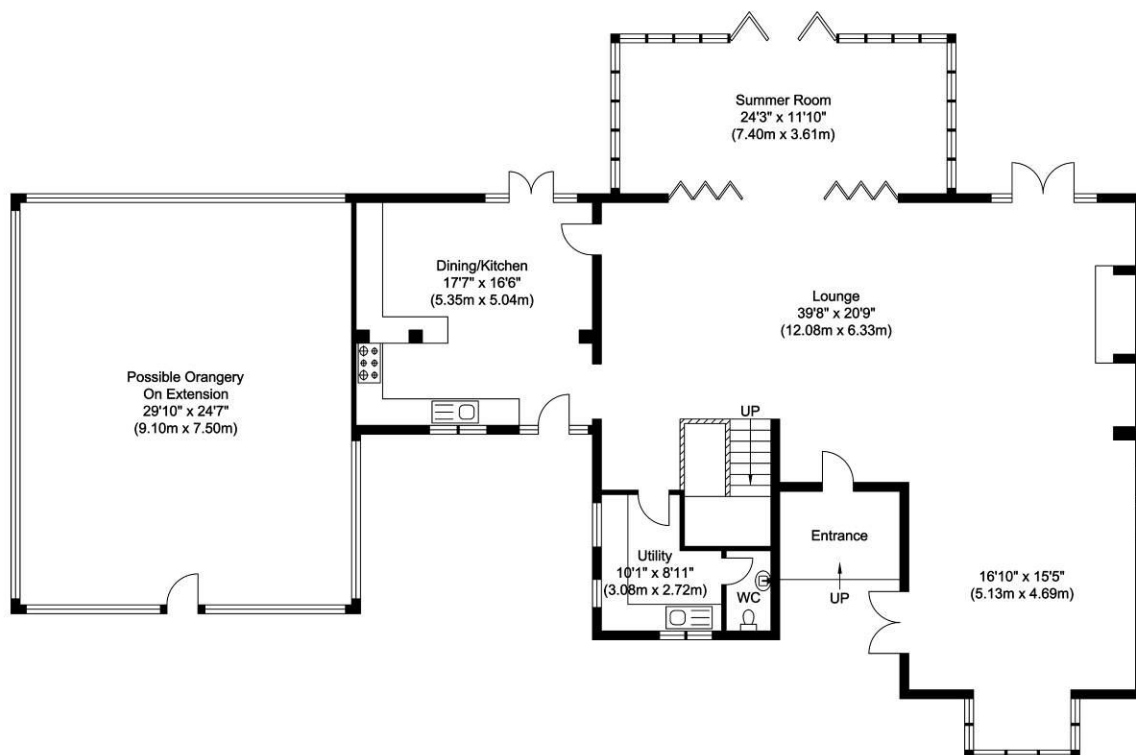 Summer Room
24'3" x 11'10"
(7.40m x 3.61m)
Dining/Kitchen
17'7" x 16'6"
(5.35m x 5.04m)
Lounge
39'8" x 20'9"
(12.08m x 6.33m)
Possible Orangery
On Extension
29'10" x 24'7"
(9.10m x 7.50m)
UP
Entrance
Utility
10'1" x 8'11"
(3.08m x 2.72m)
WC
UP
16'10" x 15'5"
(5.13m x 4.69m)